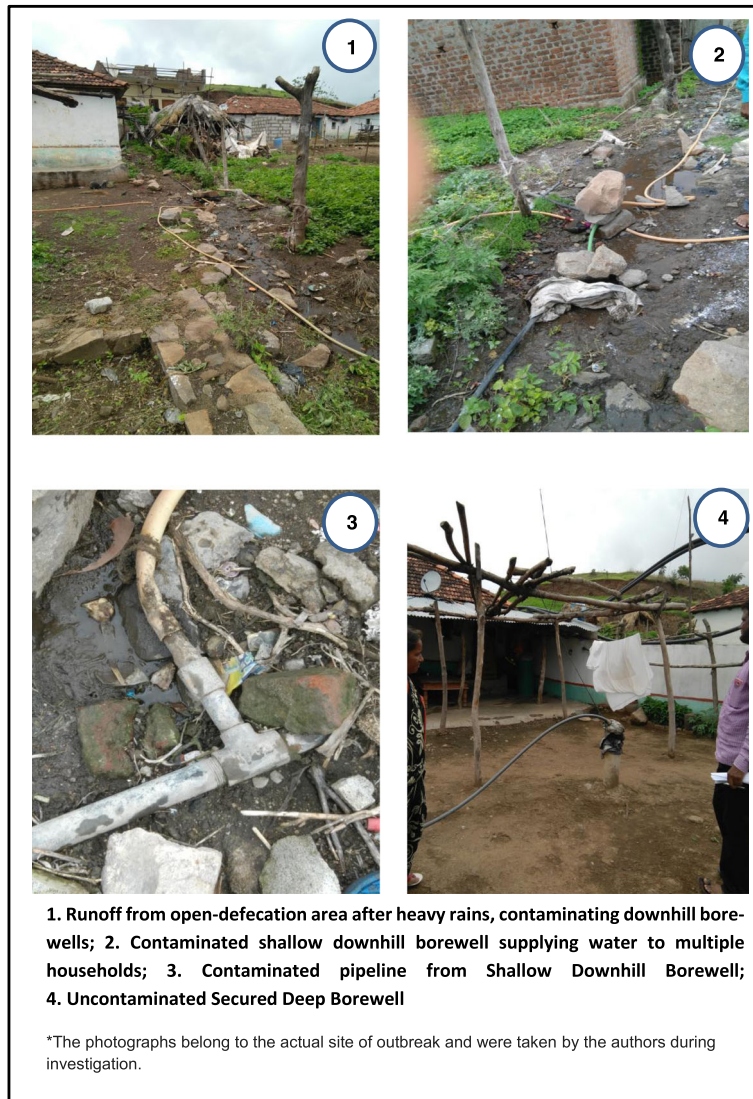 1
2
3
4
1. Runoff from open-defecation area after heavy rains, contaminating downhill bore-
wells; 2. Contaminated shallow downhill borewell supplying water to multiple
households; 3. Contaminated pipeline from Shallow Downhill Borewell;
4. Uncontaminated Secured Deep Borewell
*The photographs belong to the actual site of outbreak and were taken by the authors during
investigation.